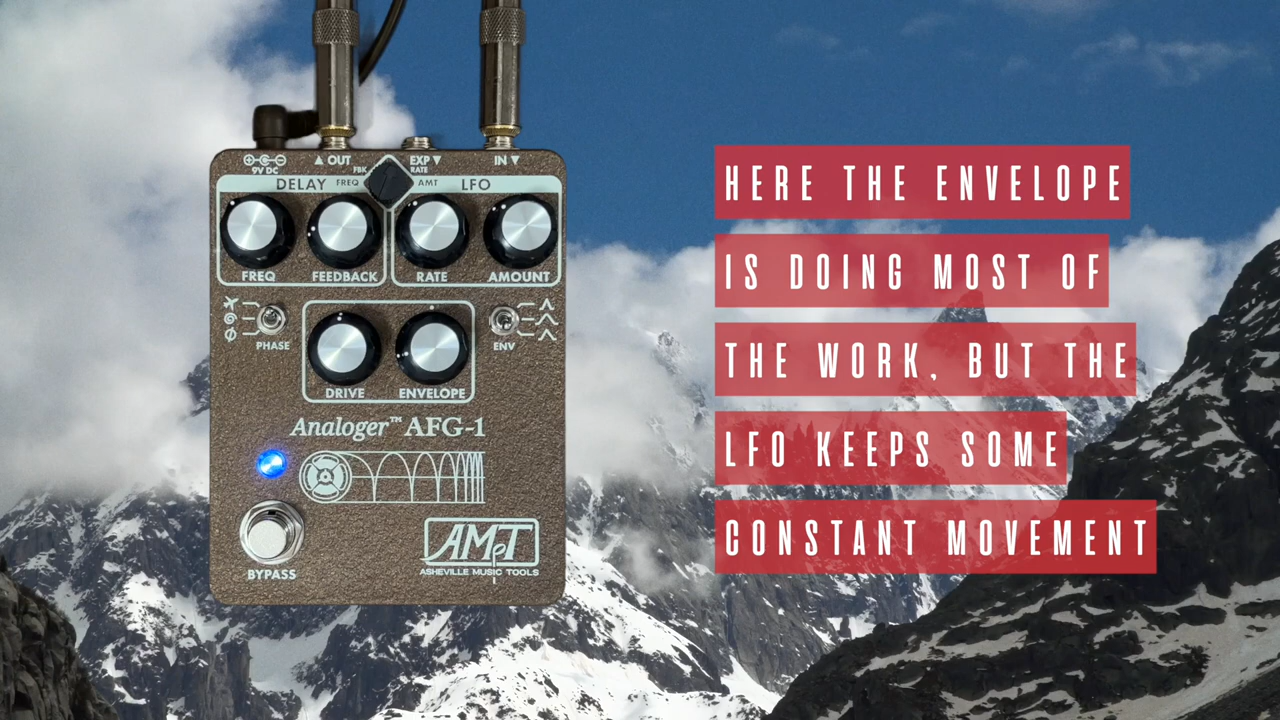 ▲ OUT
EXP ▼
IN ▼
9V DC
FBK
RATE
DELAY
FREQ
AMT
LFO
FREQ
FEEDBACK
RATE
AMOUNT
PHASE
ENV
DRIVE
ENVELOPE
Analoger™ AFG-1
BYPASS
AMT
ASHEVILLE MUSIC TOOLS
HERE THE ENVELOPE
IS DOING MOST OF
THE WORK, BUT THE
LFO KEEPS SOME
CONSTANT MOVEMENT